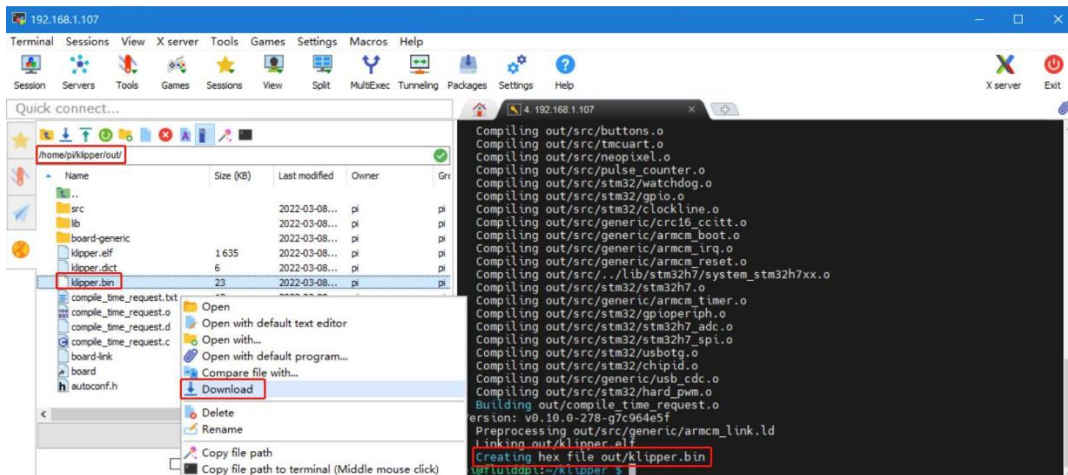 192.168.1.107
Terminal Sessions View X server Tools Games Settings Macros Help
Session Servers Tools Games Sessions View Split MultiExec Tunneling Packages Settings Help X server Exit
Quick connect...
4. 192.168.1.107
/home/pi/klipper/out/
Name Size (KB) Last modified Owner Gr
..
src 2022-03-08... pi pi
lib 2022-03-08... pi pi
board-generic 2022-03-08... pi pi
klipper.elf 1 635 2022-03-08... pi pi
klipper.dict 6 2022-03-08... pi pi
klipper.bin 23 2022-03-08... pi pi
compile_time_request.txt
compile_time_request.o
compile_time_request.d
compile_time_request.c
board-link
board
autoconf.h
Open
Open with default text editor
Open with...
Open with default program...
Compare file with...
Download
Delete
Rename
Copy file path
Copy file path to terminal (Middle mouse click)
Compiling out/src/buttons.o
Compiling out/src/tmcuart.o
Compiling out/src/neopixel.o
Compiling out/src/pulse_counter.o
Compiling out/src/stm32/watchdog.o
Compiling out/src/stm32/gpio.o
Compiling out/src/stm32/clockline.o
Compiling out/src/generic/crc16_ccitt.o
Compiling out/src/generic/armcm_boot.o
Compiling out/src/generic/armcm_irq.o
Compiling out/src/generic/armcm_reset.o
Compiling out/src/../lib/stm32h7/system_stm32h7xx.o
Compiling out/src/stm32/stm32h7.o
Compiling out/src/generic/armcm_timer.o
Compiling out/src/stm32/gpioperiph.o
Compiling out/src/stm32/stm32h7_adc.o
Compiling out/src/stm32/stm32h7_spi.o
Compiling out/src/stm32/usbotg.o
Compiling out/src/stm32/chipid.o
Compiling out/src/generic/usb_cdc.o
Compiling out/src/stm32/hard_pwm.o
Building out/compile_time_request.o
ersion: v0.10.0-278-g7c964e5f
Preprocessing out/src/generic/armcm_link.ld
Linking out/klipper.elf
Creating hex file out/klipper.bin
i@fluiddpi:~/klipper $